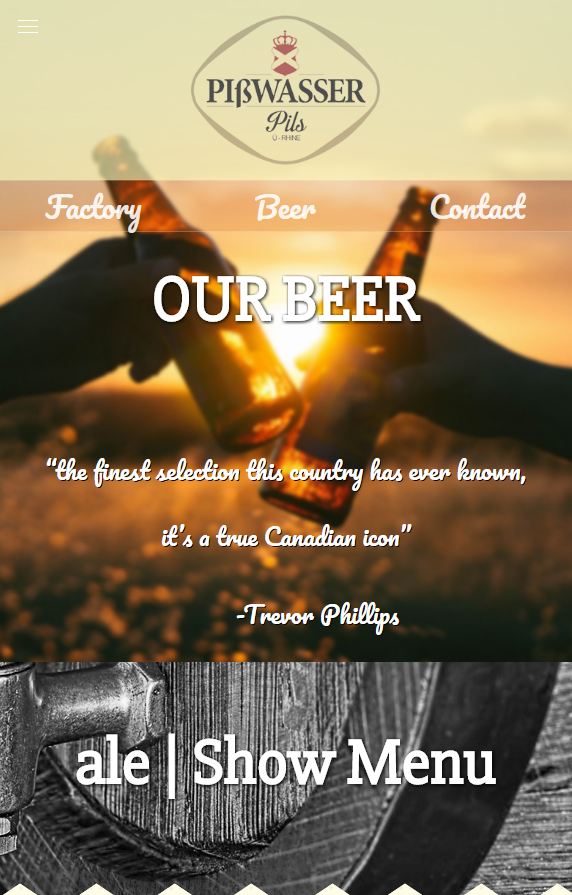 PIßWASSER
Pils
Ü - RHINE
Factory Beer Contact
OUR BEER
“the finest selection this country has ever known,
it’s a true Canadian icon”
-Trevor Phillips
ale | Show Menu